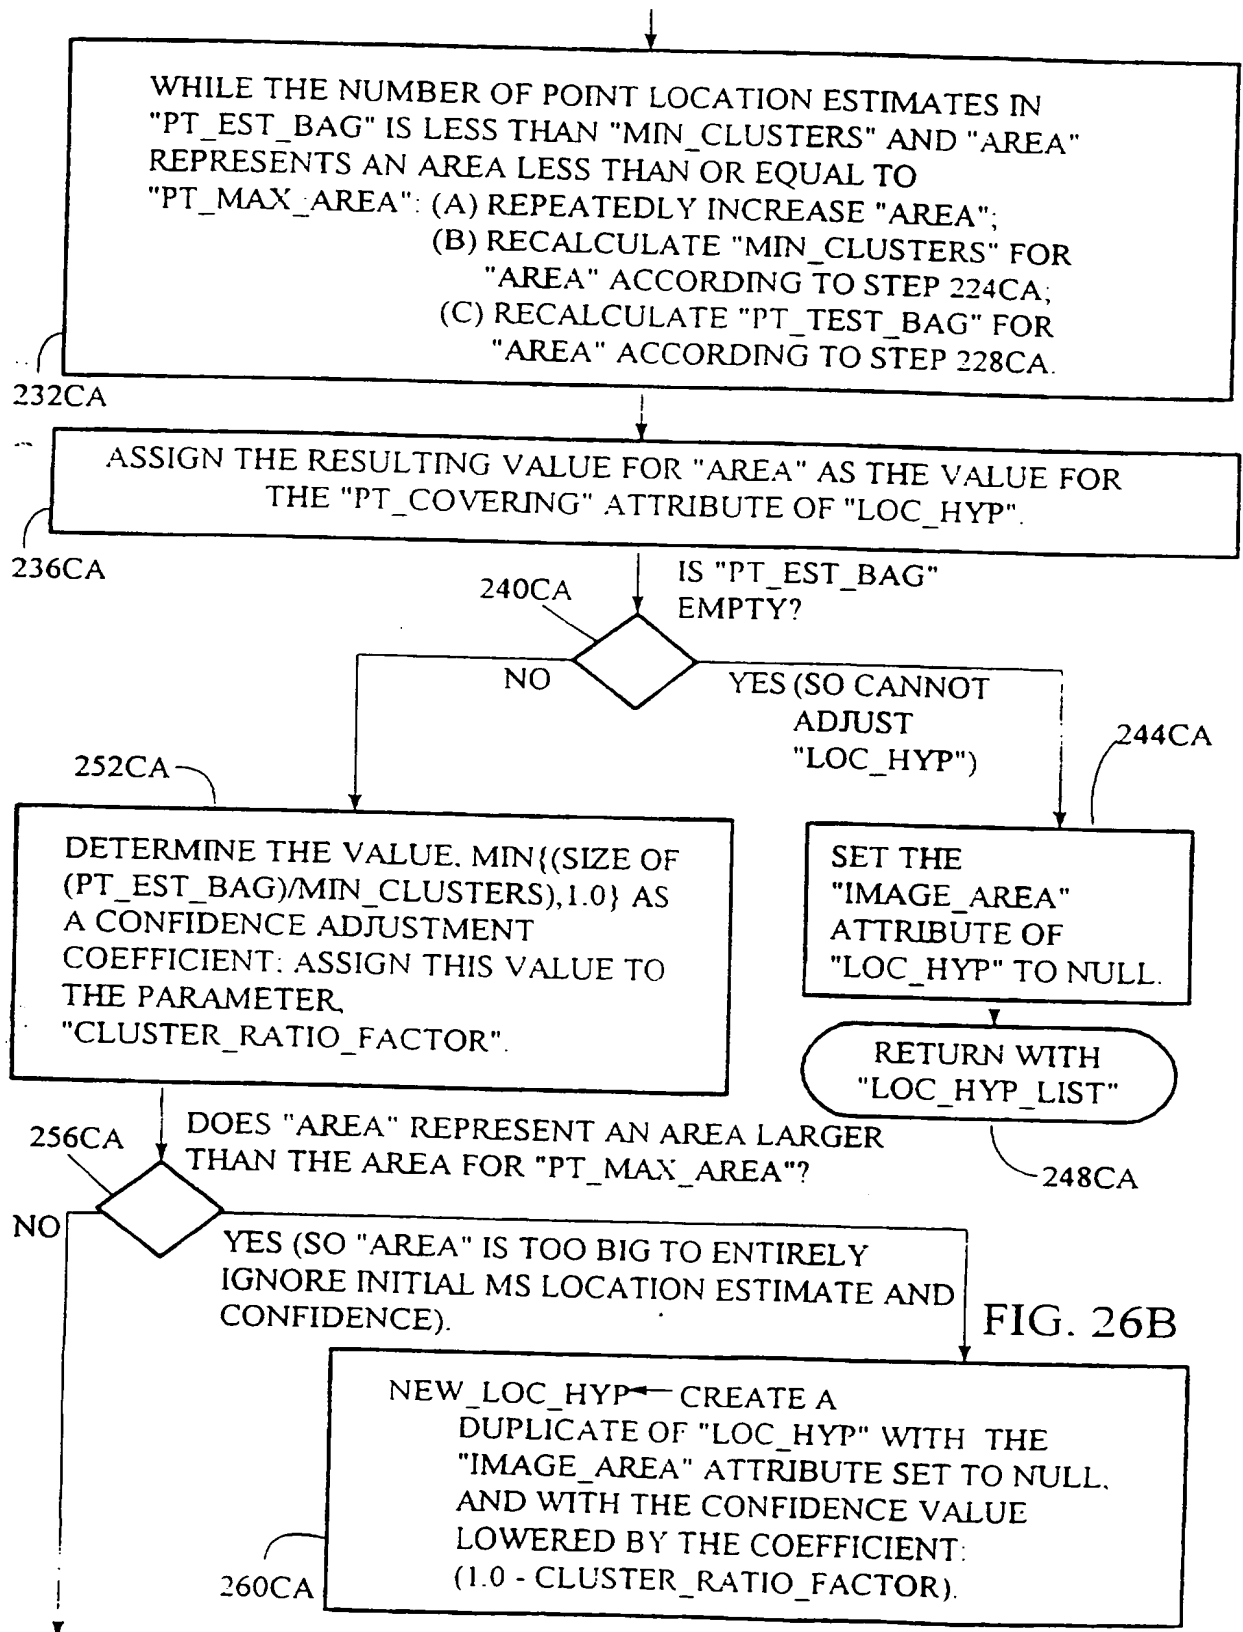 WHILE THE NUMBER OF POINT LOCATION ESTIMATES IN
"PT_EST_BAG" IS LESS THAN "MIN_CLUSTERS" AND "AREA"
REPRESENTS AN AREA LESS THAN OR EQUAL TO
"PT_MAX_AREA": (A) REPEATEDLY INCREASE "AREA";
(B) RECALCULATE "MIN_CLUSTERS" FOR
"AREA" ACCORDING TO STEP 224CA;
(C) RECALCULATE "PT_TEST_BAG" FOR
"AREA" ACCORDING TO STEP 228CA.
232CA
ASSIGN THE RESULTING VALUE FOR "AREA" AS THE VALUE FOR
THE "PT_COVERING" ATTRIBUTE OF "LOC_HYP".
236CA
240CA
IS "PT_EST_BAG"
EMPTY?
NO
YES (SO CANNOT
ADJUST
"LOC_HYP")
244CA
252CA
DETERMINE THE VALUE. MIN{(SIZE OF
(PT_EST_BAG)/MIN_CLUSTERS),1.0} AS
A CONFIDENCE ADJUSTMENT
COEFFICIENT: ASSIGN THIS VALUE TO
THE PARAMETER,
"CLUSTER_RATIO_FACTOR".
SET THE
"IMAGE_AREA"
ATTRIBUTE OF
"LOC_HYP" TO NULL.
RETURN WITH
"LOC_HYP_LIST"
248CA
256CA
DOES "AREA" REPRESENT AN AREA LARGER
THAN THE AREA FOR "PT_MAX_AREA"?
NO
YES (SO "AREA" IS TOO BIG TO ENTIRELY
IGNORE INITIAL MS LOCATION ESTIMATE AND
CONFIDENCE).
FIG. 26B
NEW_LOC_HYP← CREATE A
DUPLICATE OF "LOC_HYP" WITH THE
"IMAGE_AREA" ATTRIBUTE SET TO NULL.
AND WITH THE CONFIDENCE VALUE
LOWERED BY THE COEFFICIENT:
(1.0 - CLUSTER_RATIO_FACTOR).
260CA